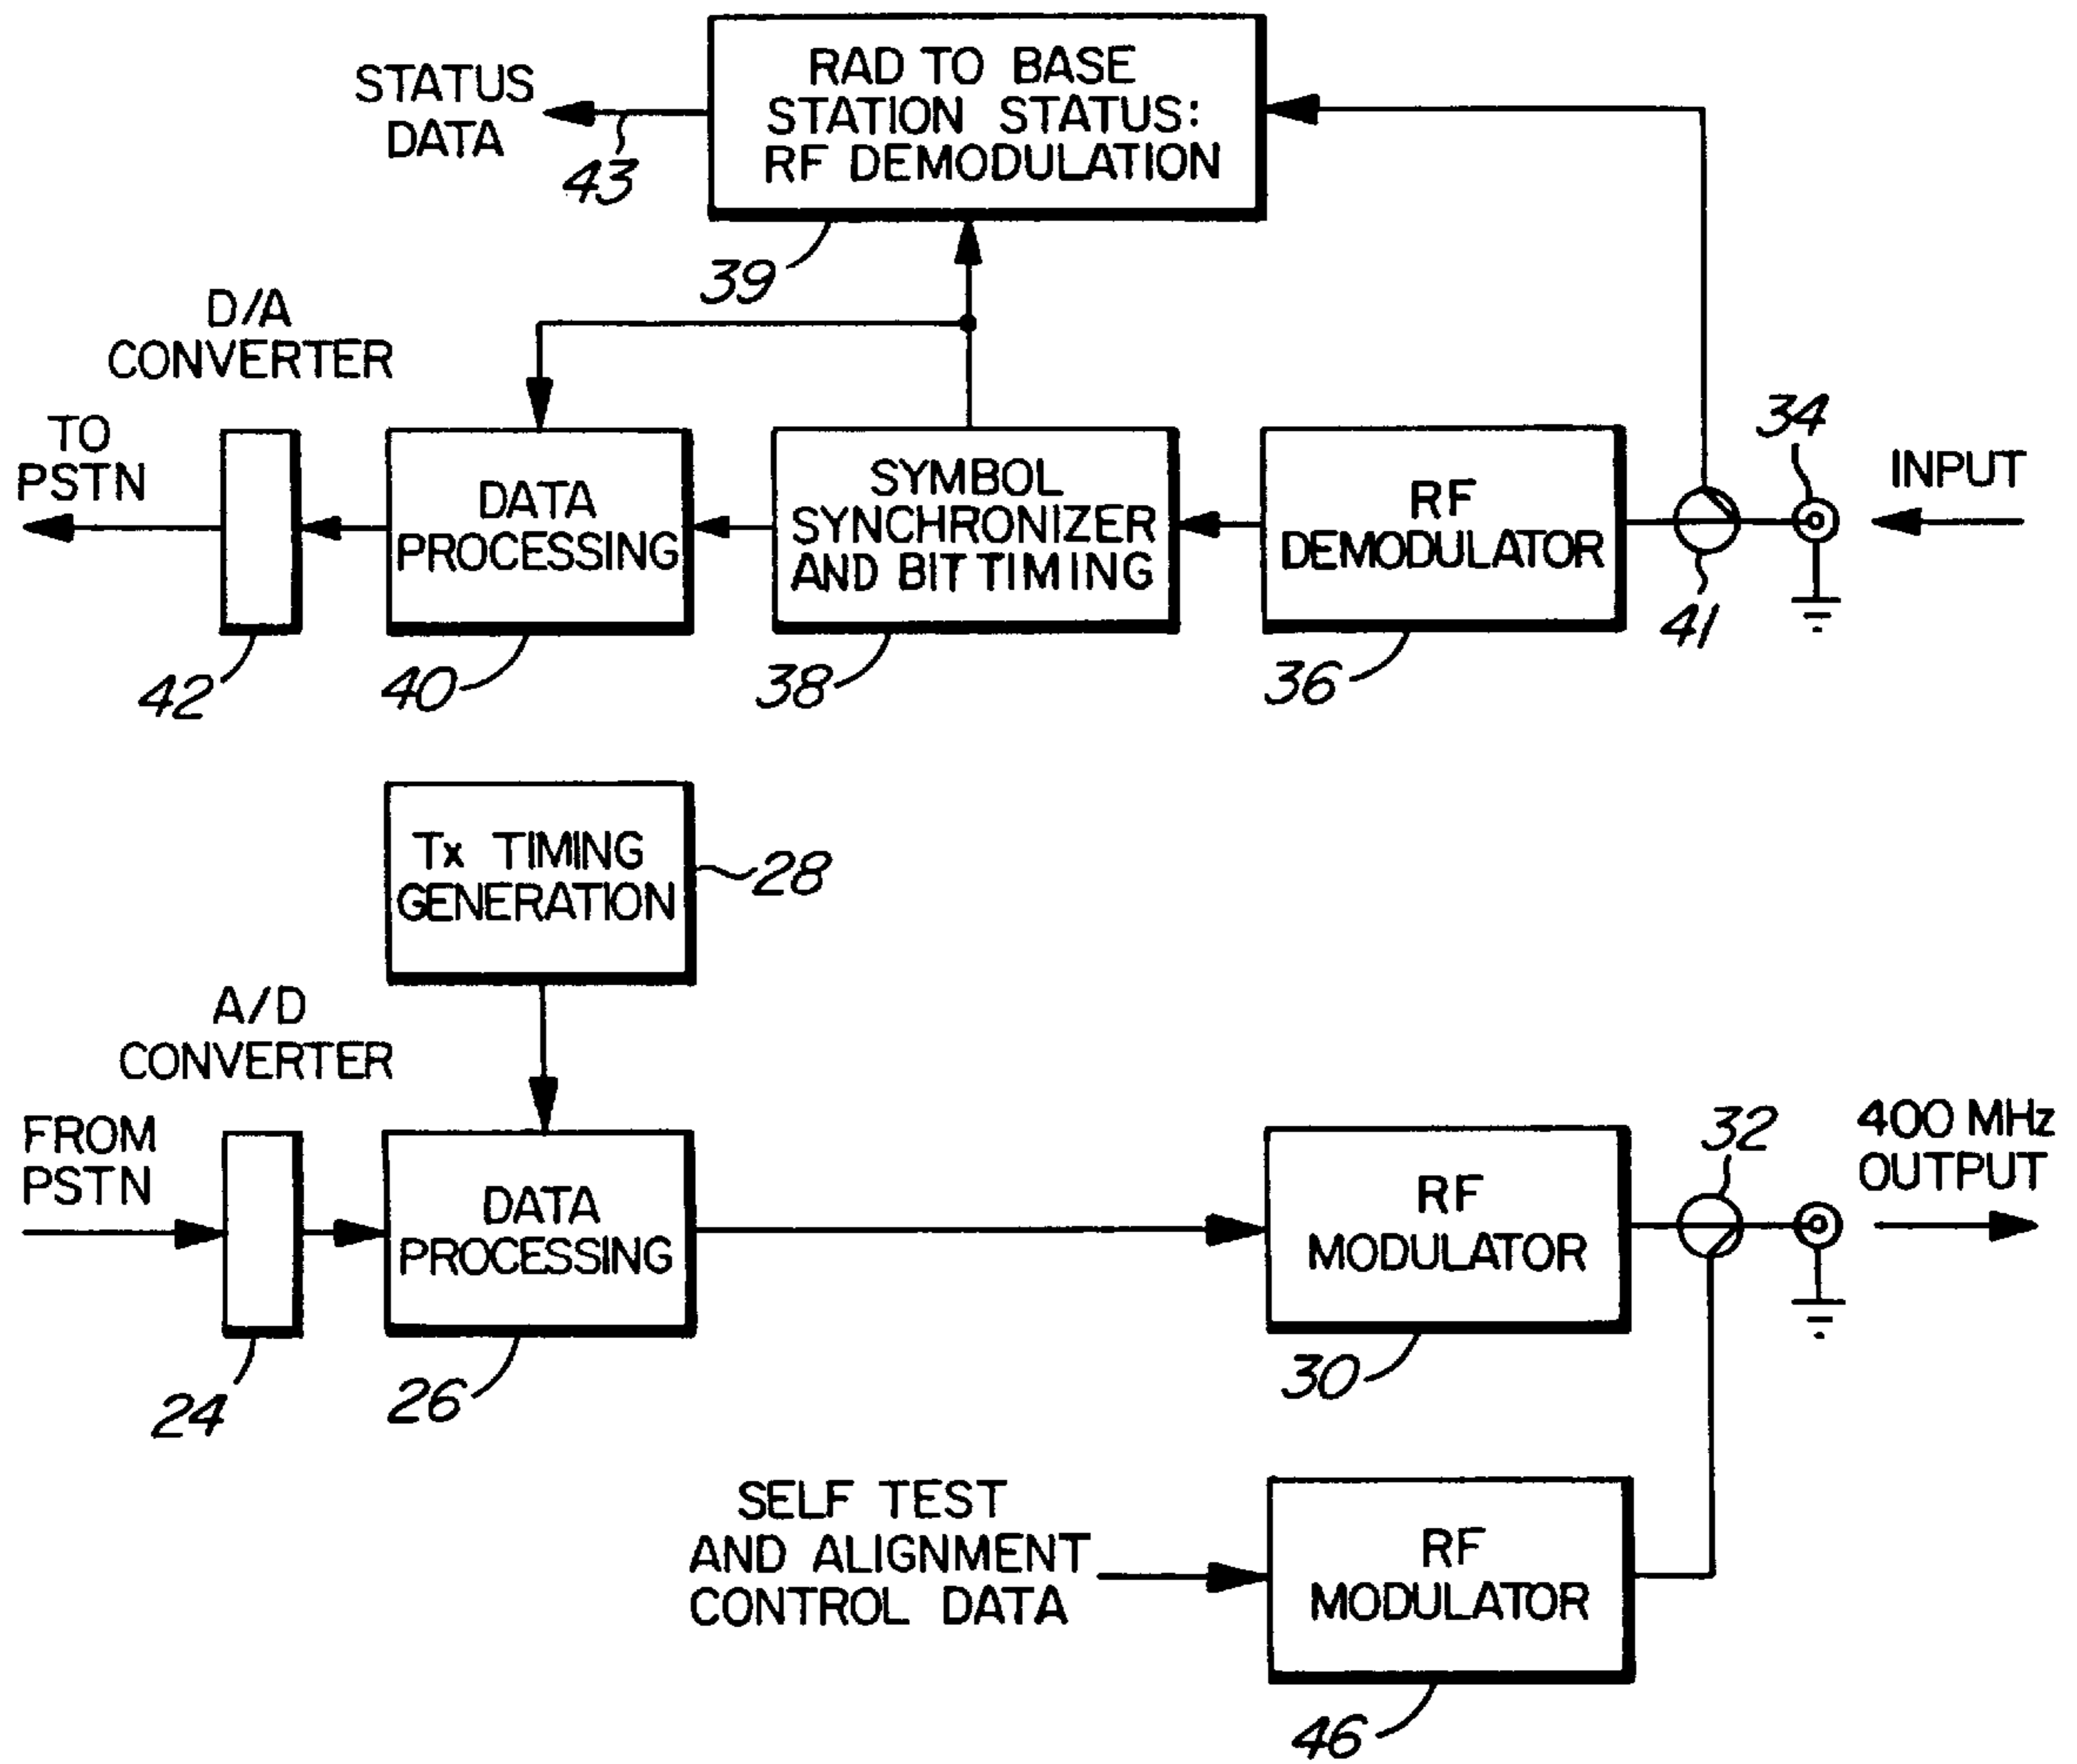 RAD TO BASE
STATION STATUS:
RF DEMODULATION
STATUS
DATA
43
39
D/A
CONVERTER
TO
PSTN
DATA
PROCESSING
SYMBOL
SYNCHRONIZER
AND BIT TIMING
RF
DEMODULATOR
34
INPUT
41
42
40
38
36
Tx TIMING
GENERATION
28
A/D
CONVERTER
FROM
PSTN
DATA
PROCESSING
RF
MODULATOR
32
400 MHz
OUTPUT
24
26
30
SELF TEST
AND ALIGNMENT
CONTROL DATA
RF
MODULATOR
46